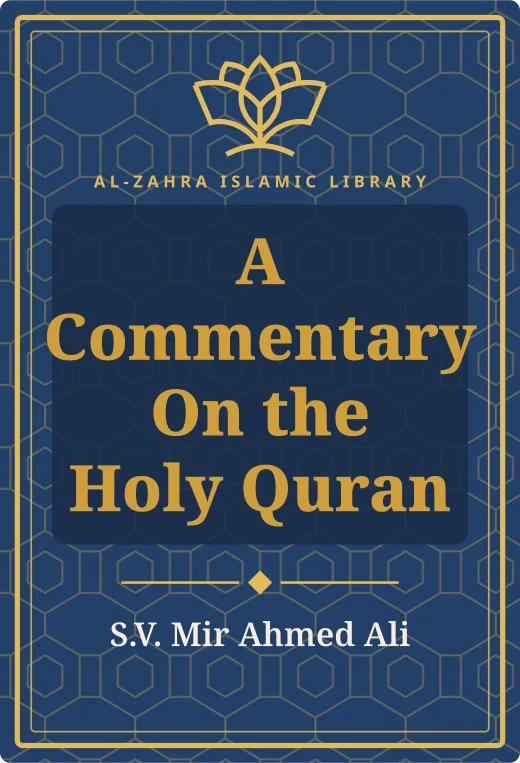 AL-ZAHRA ISLAMIC LIBRARY
A
Commentary
On the
Holy Quran
S.V. Mir Ahmed Ali